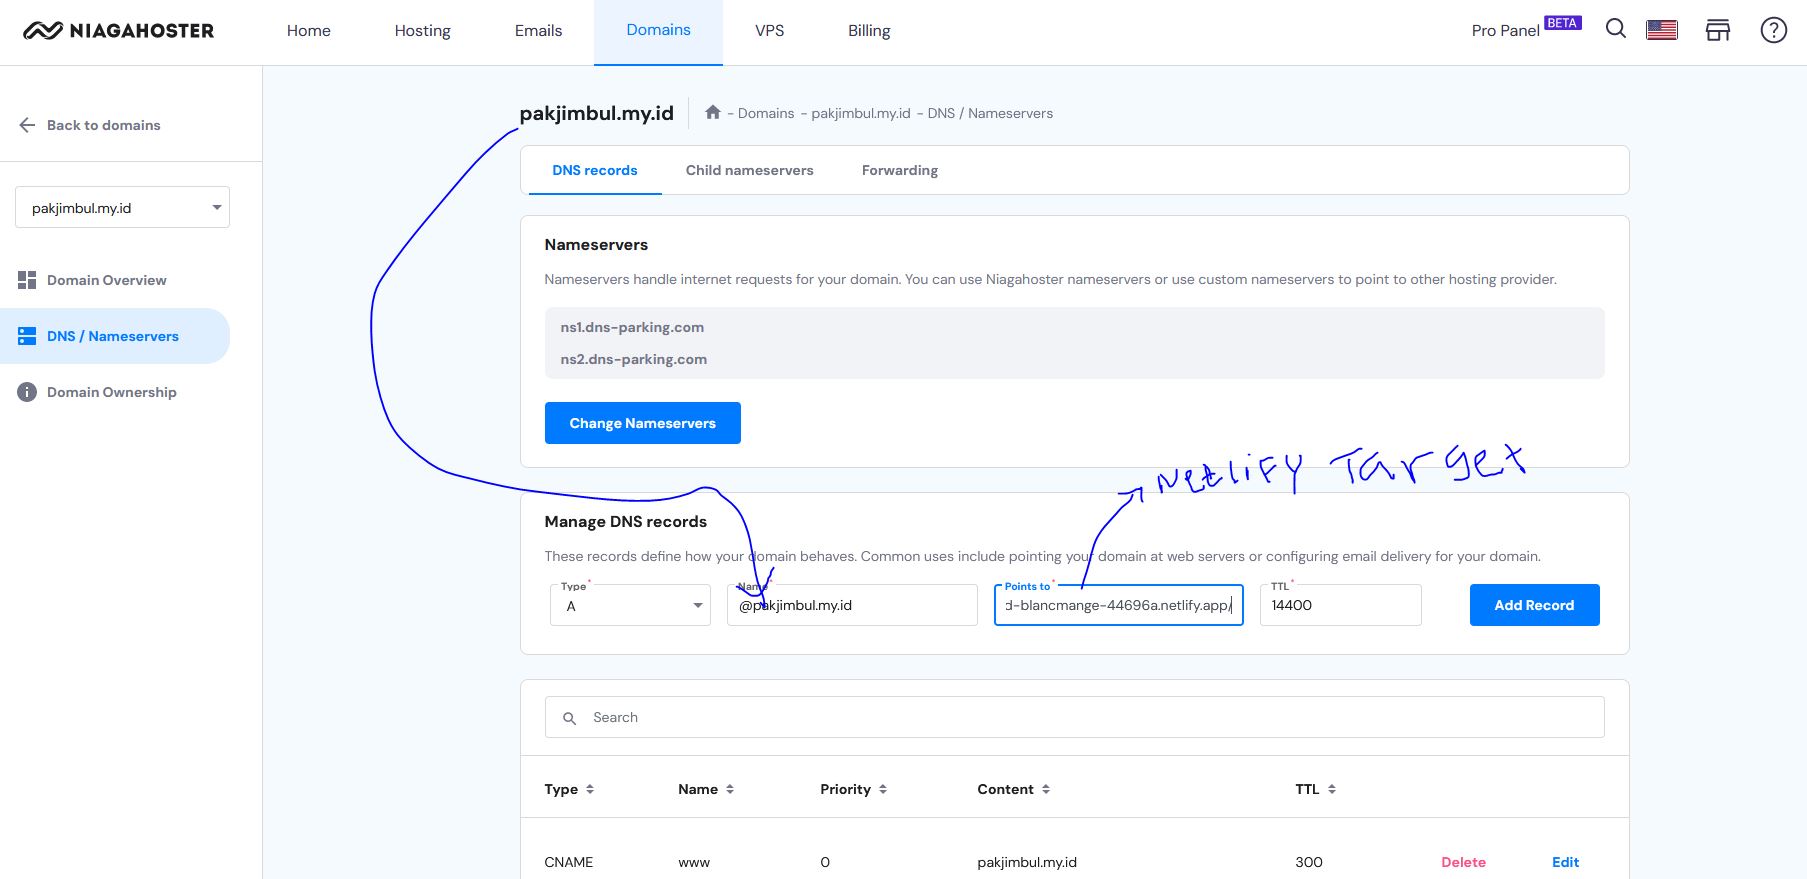 NIAGAHOSTER
Home Hosting Emails Domains VPS Billing Pro Panel BETA
Back to domains
pakjimbul.my.id
Domain Overview
DNS / Nameservers
Domain Ownership
pakjimbul.my.id - Domains - pakjimbul.my.id - DNS / Nameservers
DNS records Child nameservers Forwarding
Nameservers
Nameservers handle internet requests for your domain. You can use Niagahoster nameservers or use custom nameservers to point to other hosting provider.
ns1.dns-parking.com
ns2.dns-parking.com
Change Nameservers
Netlify Target
Manage DNS records
These records define how your domain behaves. Common uses include pointing your domain at web servers or configuring email delivery for your domain.
Type* Name* Points to* TTL*
A @pakjimbul.my.id d-blancmange-44696a.netlify.app/ 14400 Add Record
Search
Type Name Priority Content TTL
CNAME www 0 pakjimbul.my.id 300 Delete Edit